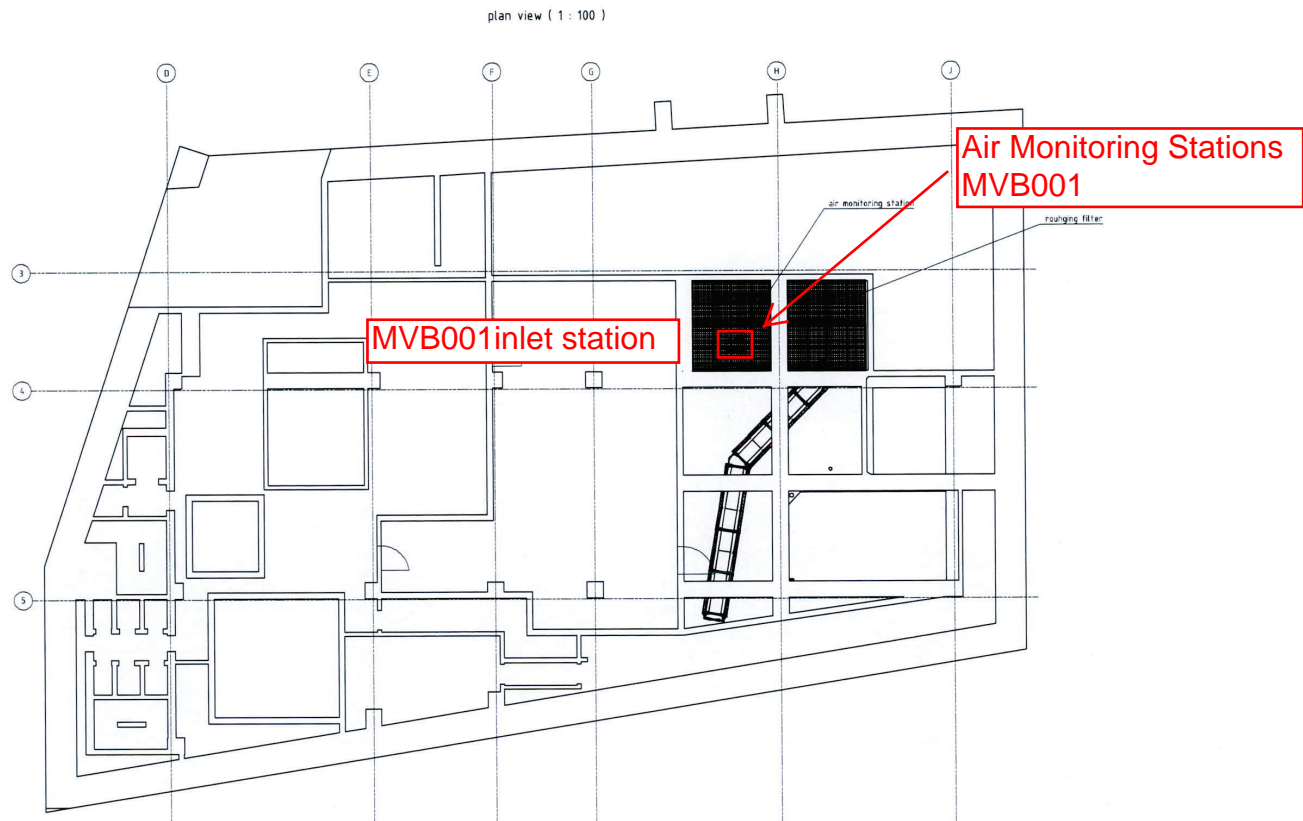 plan view ( 1 : 100 )
D
E
F
G
H
J
Air Monitoring Stations
MVB001
air monitoring station
rouhging filter
3
MVB001inlet station
4
5